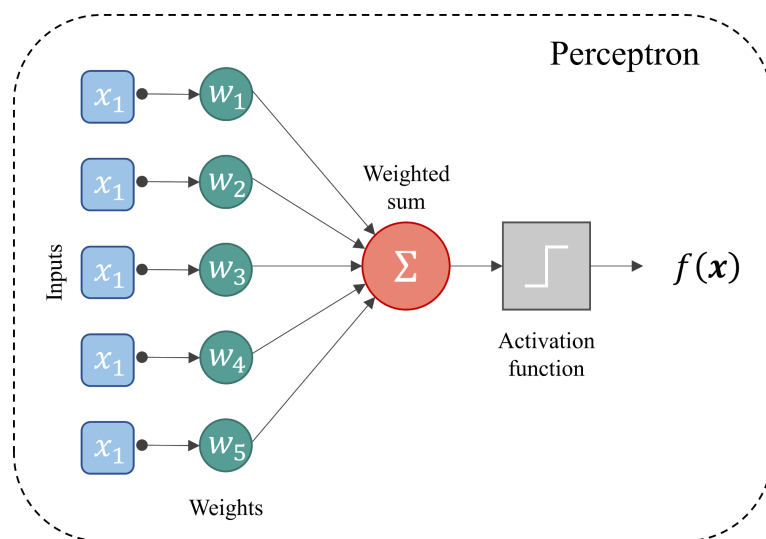 Perceptron
x₁ w₁
x₁ w₂
Weighted
sum
x₁ w₃
Σ
f(x)
Inputs
x₁ w₄
Activation
function
x₁ w₅
Weights